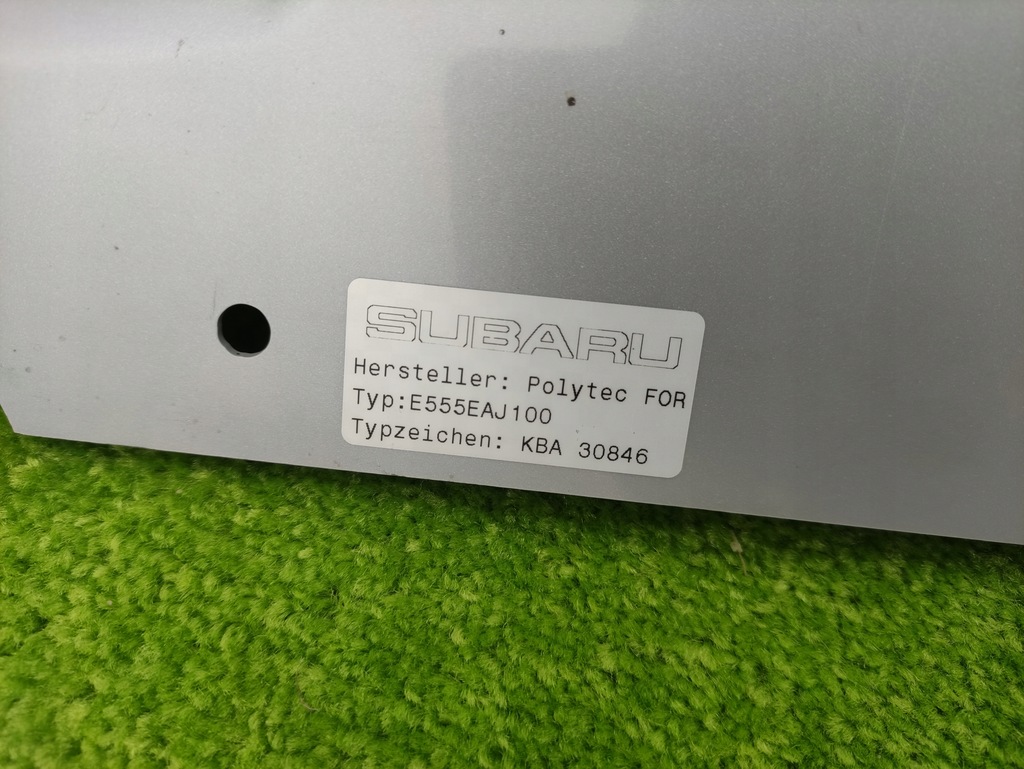 SUBARU
Hersteller: Polytec FOR
Typ:E555EAJ100
Typzeichen: KBA 30846